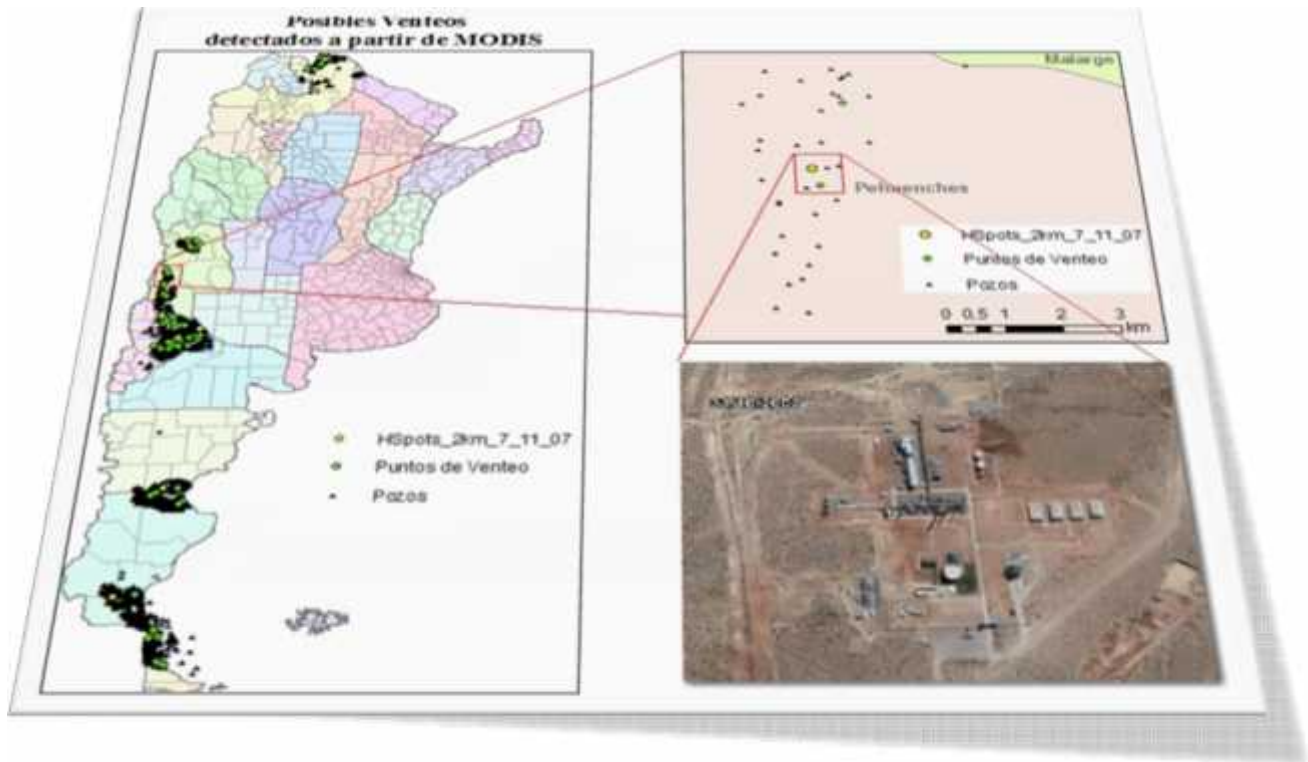 Posibles Venteos
detectados a partir de MODIS
HSpots_2km_7_11_07
Puntos de Venteo
Pozos
Malarge
Pehuenches
HSpots_2km_7_11_07
Puntos de Venteo
Pozos
0 0.5 1 2 3
km